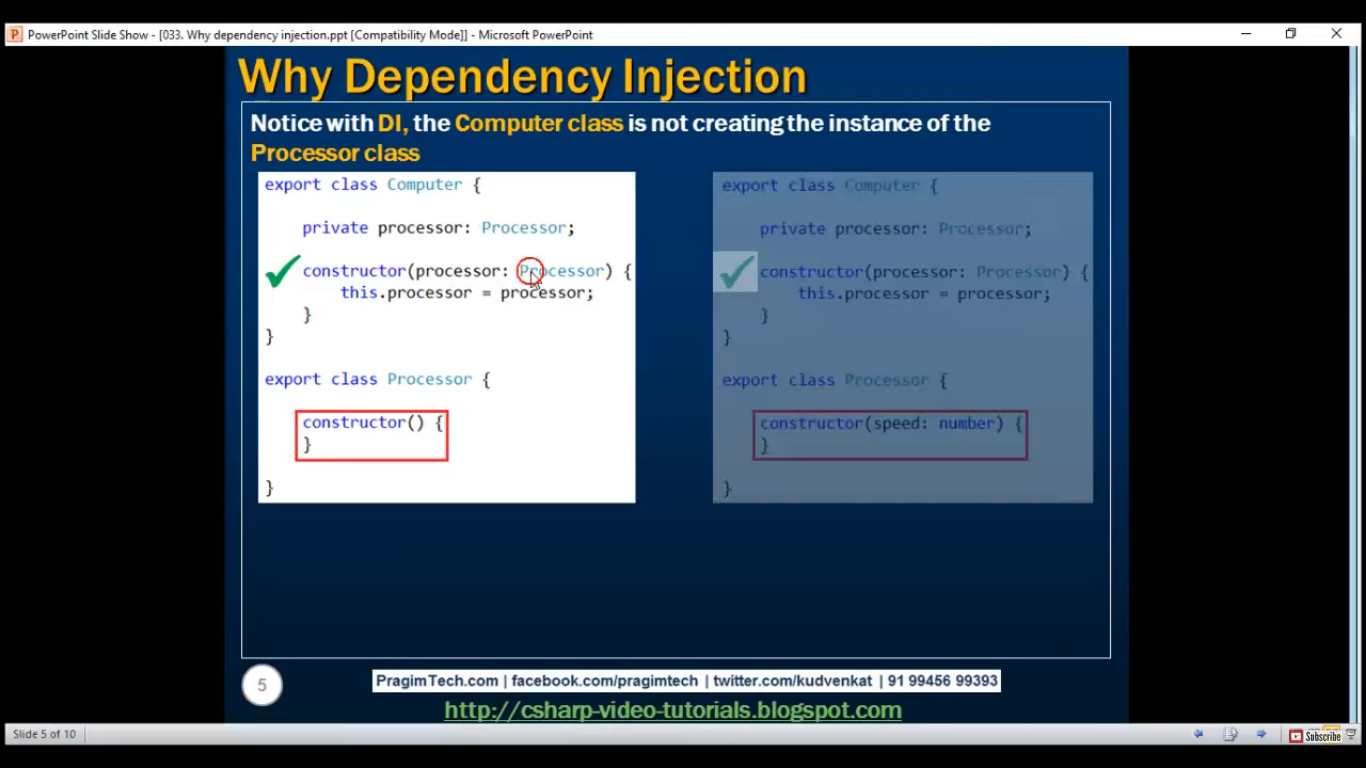 PowerPoint Slide Show - [033. Why dependency injection.ppt [Compatibility Mode]] - Microsoft PowerPoint
Why Dependency Injection
Notice with DI, the Computer class is not creating the instance of the
Processor class
export class Computer {
private processor: Processor;
constructor(processor: Processor) {
this.processor = processor;
}
}
export class Processor {
constructor() {
}
}
export class Computer {
private processor: Processor;
constructor(processor: Processor) {
this.processor = processor;
}
}
export class Processor {
constructor(speed: number) {
}
}
5
PragimTech.com | facebook.com/pragimtech | twitter.com/kudvenkat | 91 99456 99393
http://csharp-video-tutorials.blogspot.com
Slide 5 of 10
Subscribe